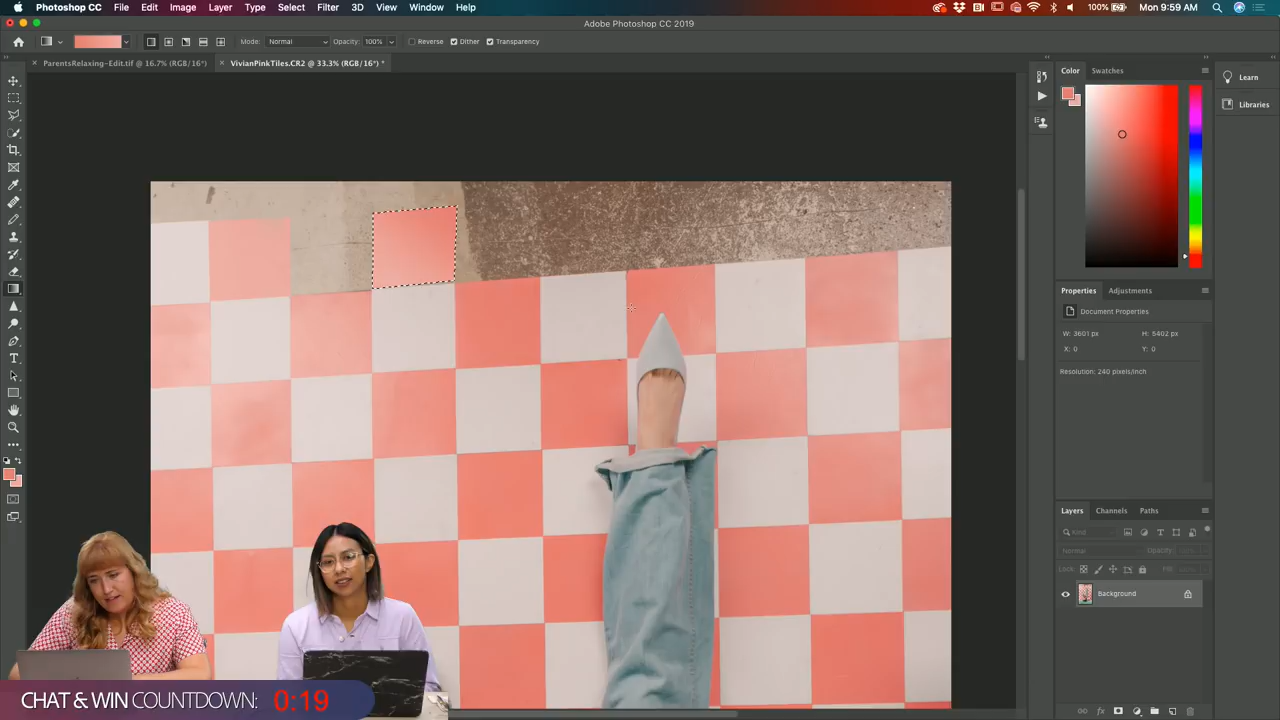 Photoshop File Edit Image Layer Type Select Filter 3D View Window Help 100% Mon 9:59 AM
Adobe Photoshop CC 2019
Mode: Normal Opacity: 100% Reverse Dither Transparency
ParentsRelaxing-Edit.tif @ 16.7% (RGB/16*) VivianPinkTiles.CR2 @ 33.3% (RGB/16*) *
Color Swatches
Learn
Libraries
Properties Adjustments
Document Properties
W: 3601 px H: 5402 px
X: 0 Y: 0
Resolution: 240 pixels/inch
Layers Channels Paths
Kind
Normal Opacity:
Lock: Fill:
Background
CHAT & WIN COUNTDOWN: 0:19